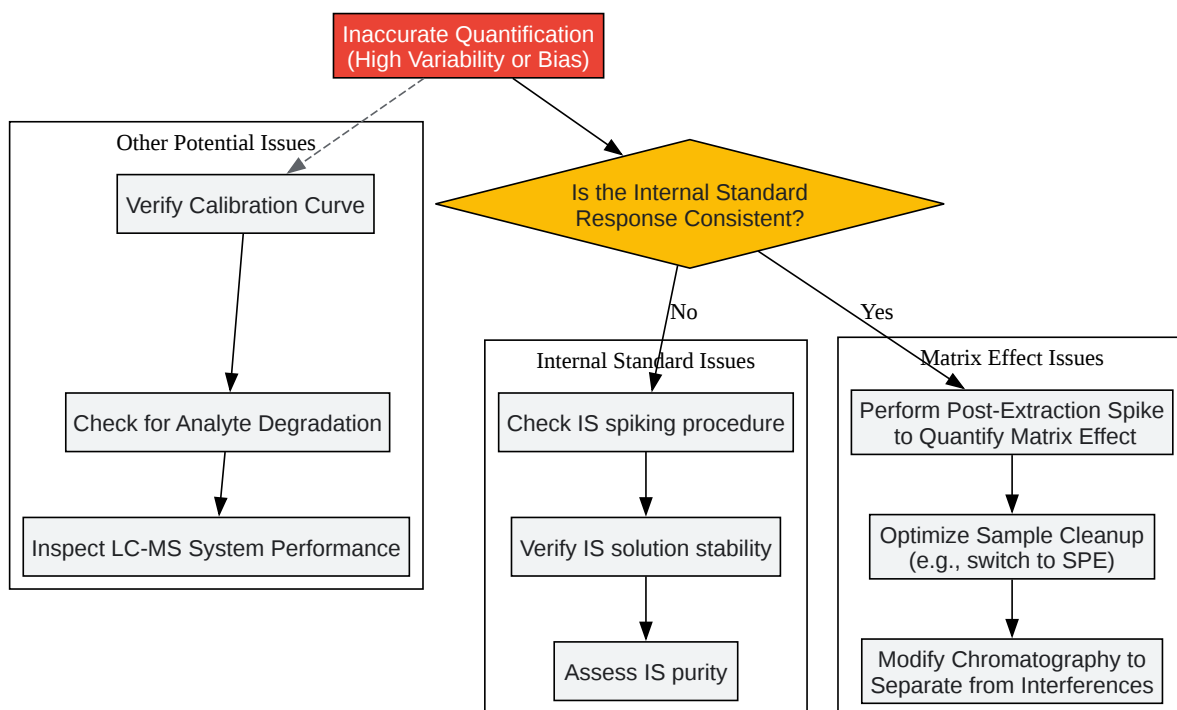 Inaccurate Quantification
(High Variability or Bias)
Other Potential Issues
Verify Calibration Curve
Check for Analyte Degradation
Inspect LC-MS System Performance
Is the Internal Standard
Response Consistent?
No
Yes
Internal Standard Issues
Check IS spiking procedure
Verify IS solution stability
Assess IS purity
Matrix Effect Issues
Perform Post-Extraction Spike
to Quantify Matrix Effect
Optimize Sample Cleanup
(e.g., switch to SPE)
Modify Chromatography to
Separate from Interferences